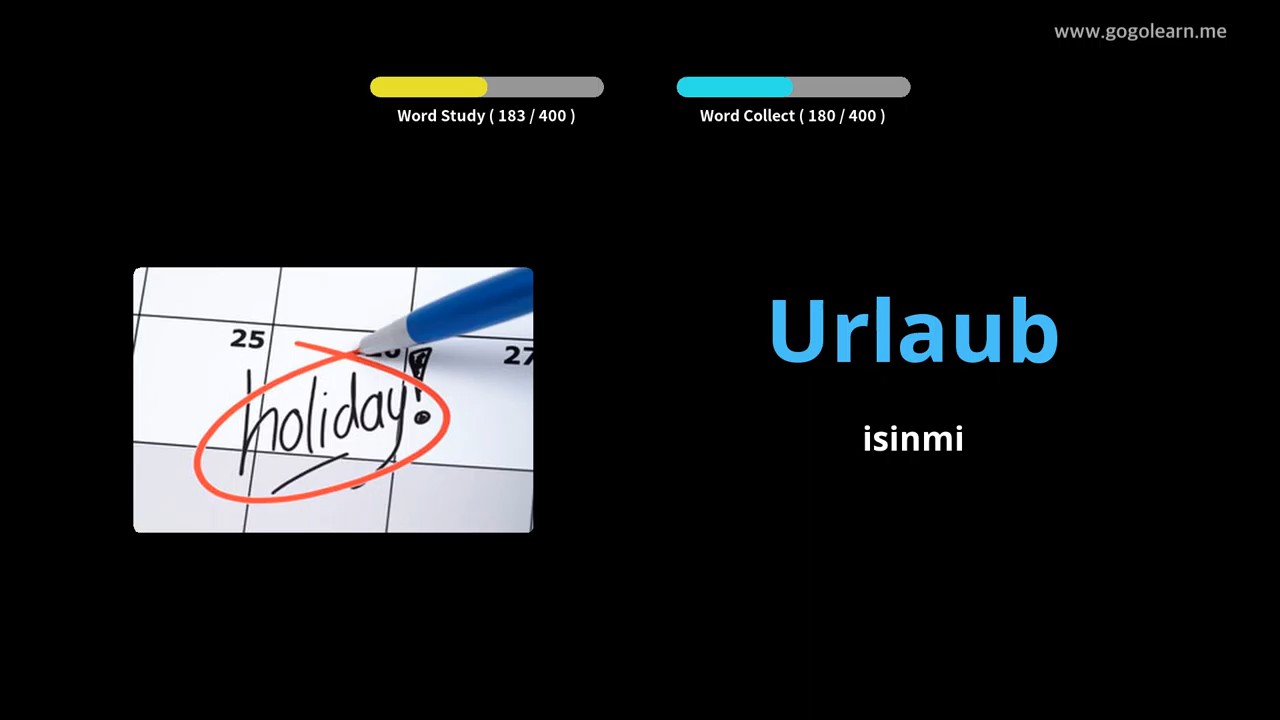 www.gogolearn.me
Word Study ( 183 / 400 )
Word Collect ( 180 / 400 )
25
27
holiday!
Urlaub
isinmi